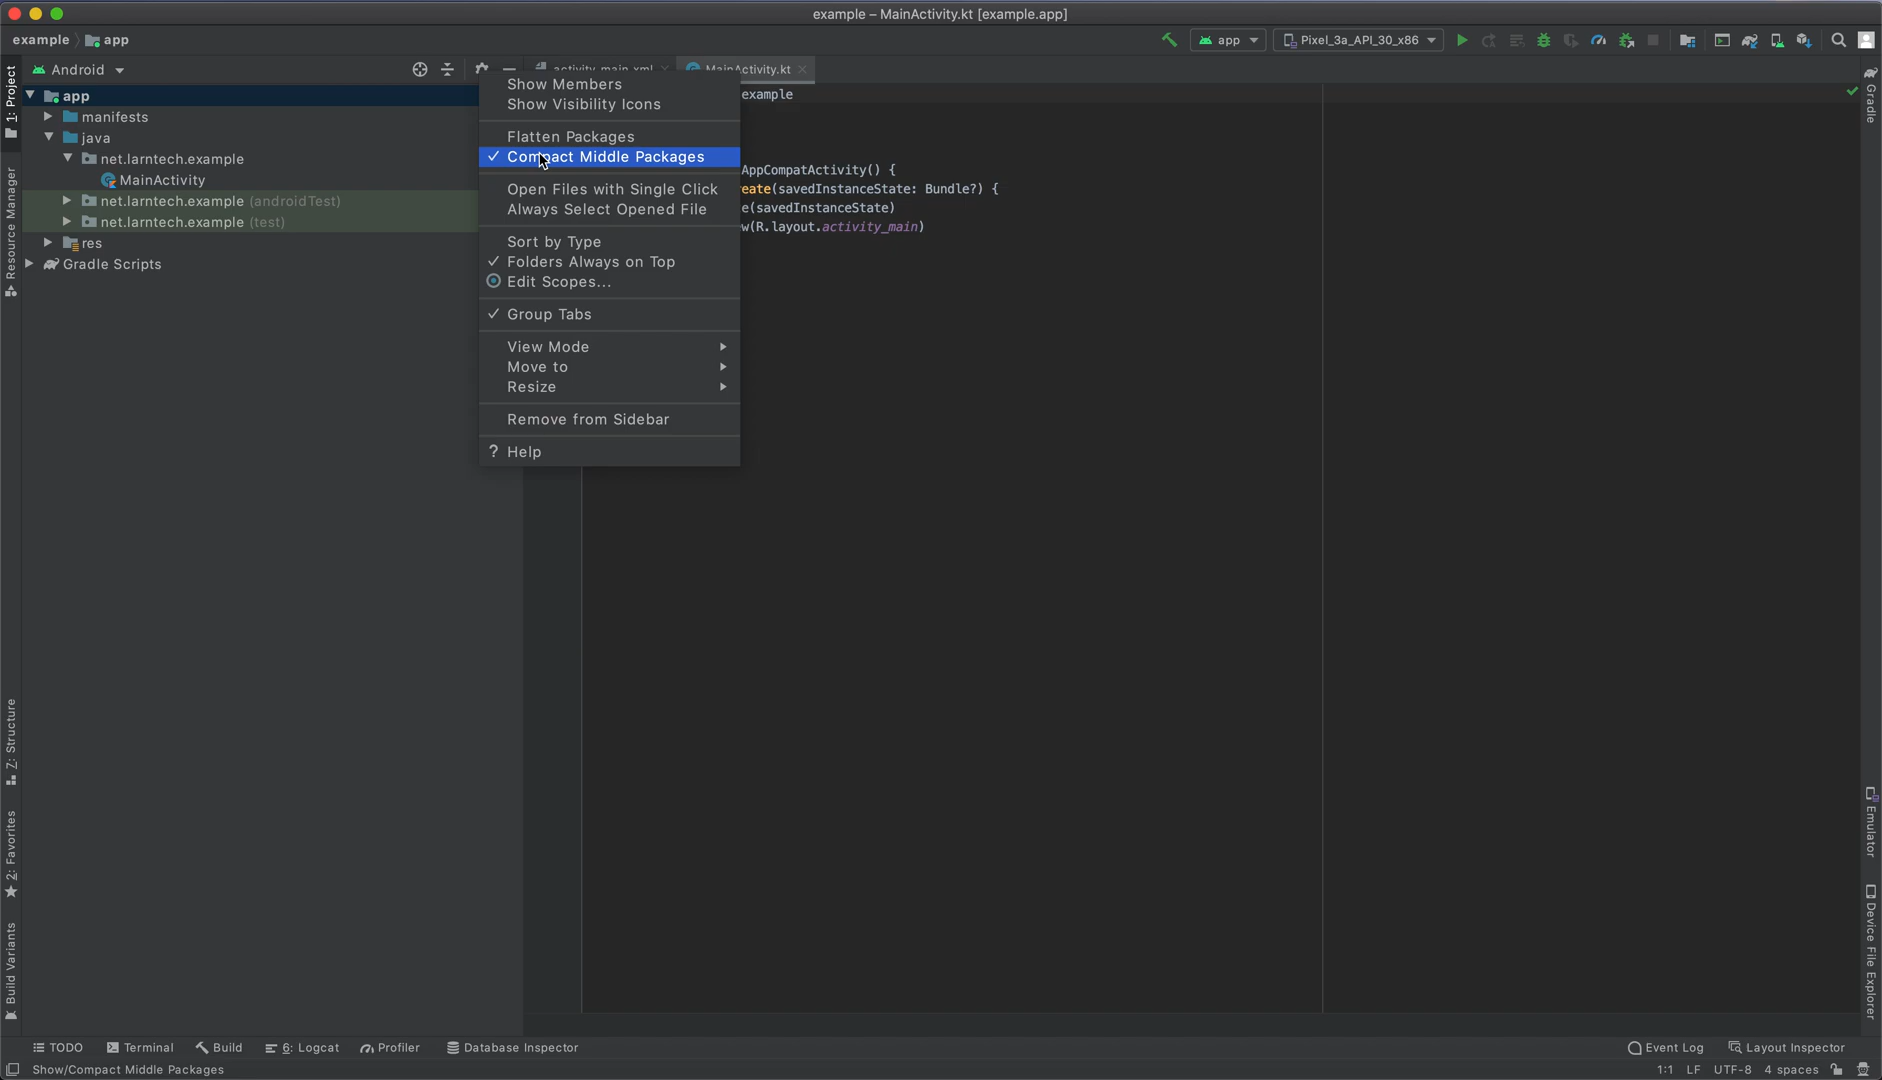 example – MainActivity.kt [example.app]
example app
app Pixel_3a_API_30_x86
Android
activity_main.xml MainActivity.kt
1: Project
Resource Manager
Z: Structure
2: Favorites
Build Variants
app
manifests
java
net.larntech.example
MainActivity
net.larntech.example (androidTest)
net.larntech.example (test)
res
Gradle Scripts
Show Members
Show Visibility Icons
Flatten Packages
Compact Middle Packages
Open Files with Single Click
Always Select Opened File
Sort by Type
Folders Always on Top
Edit Scopes...
Group Tabs
View Mode
Move to
Resize
Remove from Sidebar
? Help
example
AppCompatActivity() {
eate(savedInstanceState: Bundle?) {
e(savedInstanceState)
w(R.layout.activity_main)
Gradle
Emulator
Device File Explorer
TODO Terminal Build 6: Logcat Profiler Database Inspector Event Log Layout Inspector
Show/Compact Middle Packages 1:1 LF UTF-8 4 spaces